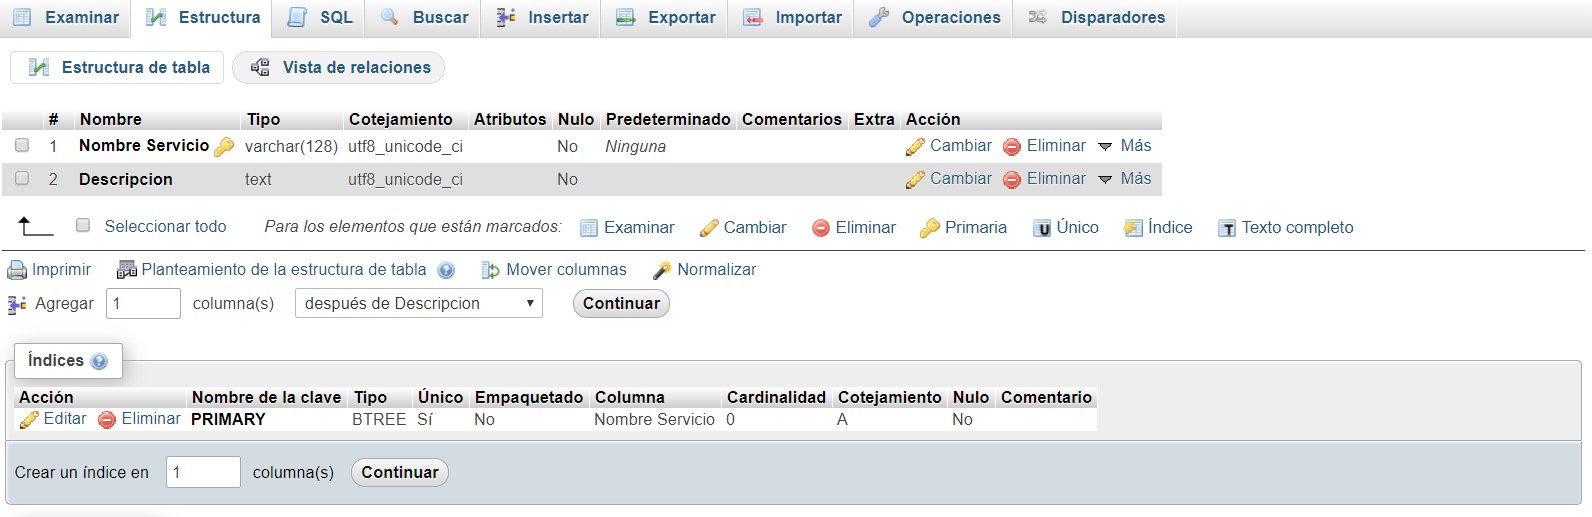 Examinar Estructura SQL Buscar Insertar Exportar Importar Operaciones Disparadores
Estructura de tabla Vista de relaciones
# Nombre Tipo Cotejamiento Atributos Nulo Predeterminado Comentarios Extra Acción
1 Nombre Servicio varchar(128) utf8_unicode_ci No Ninguna Cambiar Eliminar Más
2 Descripcion text utf8_unicode_ci No Cambiar Eliminar Más
Seleccionar todo Para los elementos que están marcados: Examinar Cambiar Eliminar Primaria U Único Índice T Texto completo
Imprimir Planteamiento de la estructura de tabla ? Mover columnas Normalizar
Agregar 1 columna(s) después de Descripcion Continuar
Índices ?
Acción Nombre de la clave Tipo Único Empaquetado Columna Cardinalidad Cotejamiento Nulo Comentario
Editar Eliminar PRIMARY BTREE Sí No Nombre Servicio 0 A No
Crear un índice en 1 columna(s) Continuar